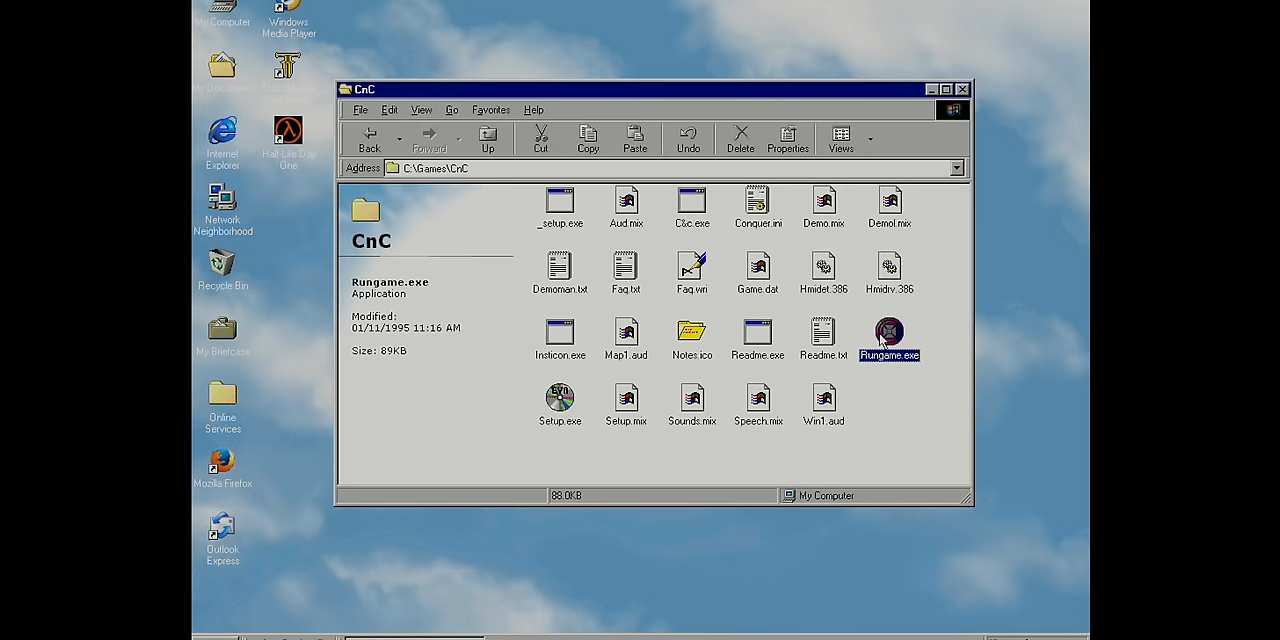 My Computer
Windows
Media Player
Internet
Explorer
Half-Life Day
One
Network
Neighborhood
Recycle Bin
My Briefcase
Online
Services
Mozilla Firefox
Outlook
Express
CnC
File Edit View Go Favorites Help
Back Forward Up Cut Copy Paste Undo Delete Properties Views
Address C:\Games\CnC
CnC
Rungame.exe
Application
Modified:
01/11/1995 11:16 AM
Size: 89KB
_setup.exe Aud.mix C&c.exe Conquer.ini Demo.mix Demol.mix
Demoman.txt Faq.txt Faq.wri Game.dat Hmidet.386 Hmidrv.386
Insticon.exe Map1.aud Notes.ico Readme.exe Readme.txt Rungame.exe
Setup.exe Setup.mix Sounds.mix Speech.mix Win1.aud
88.0KB My Computer